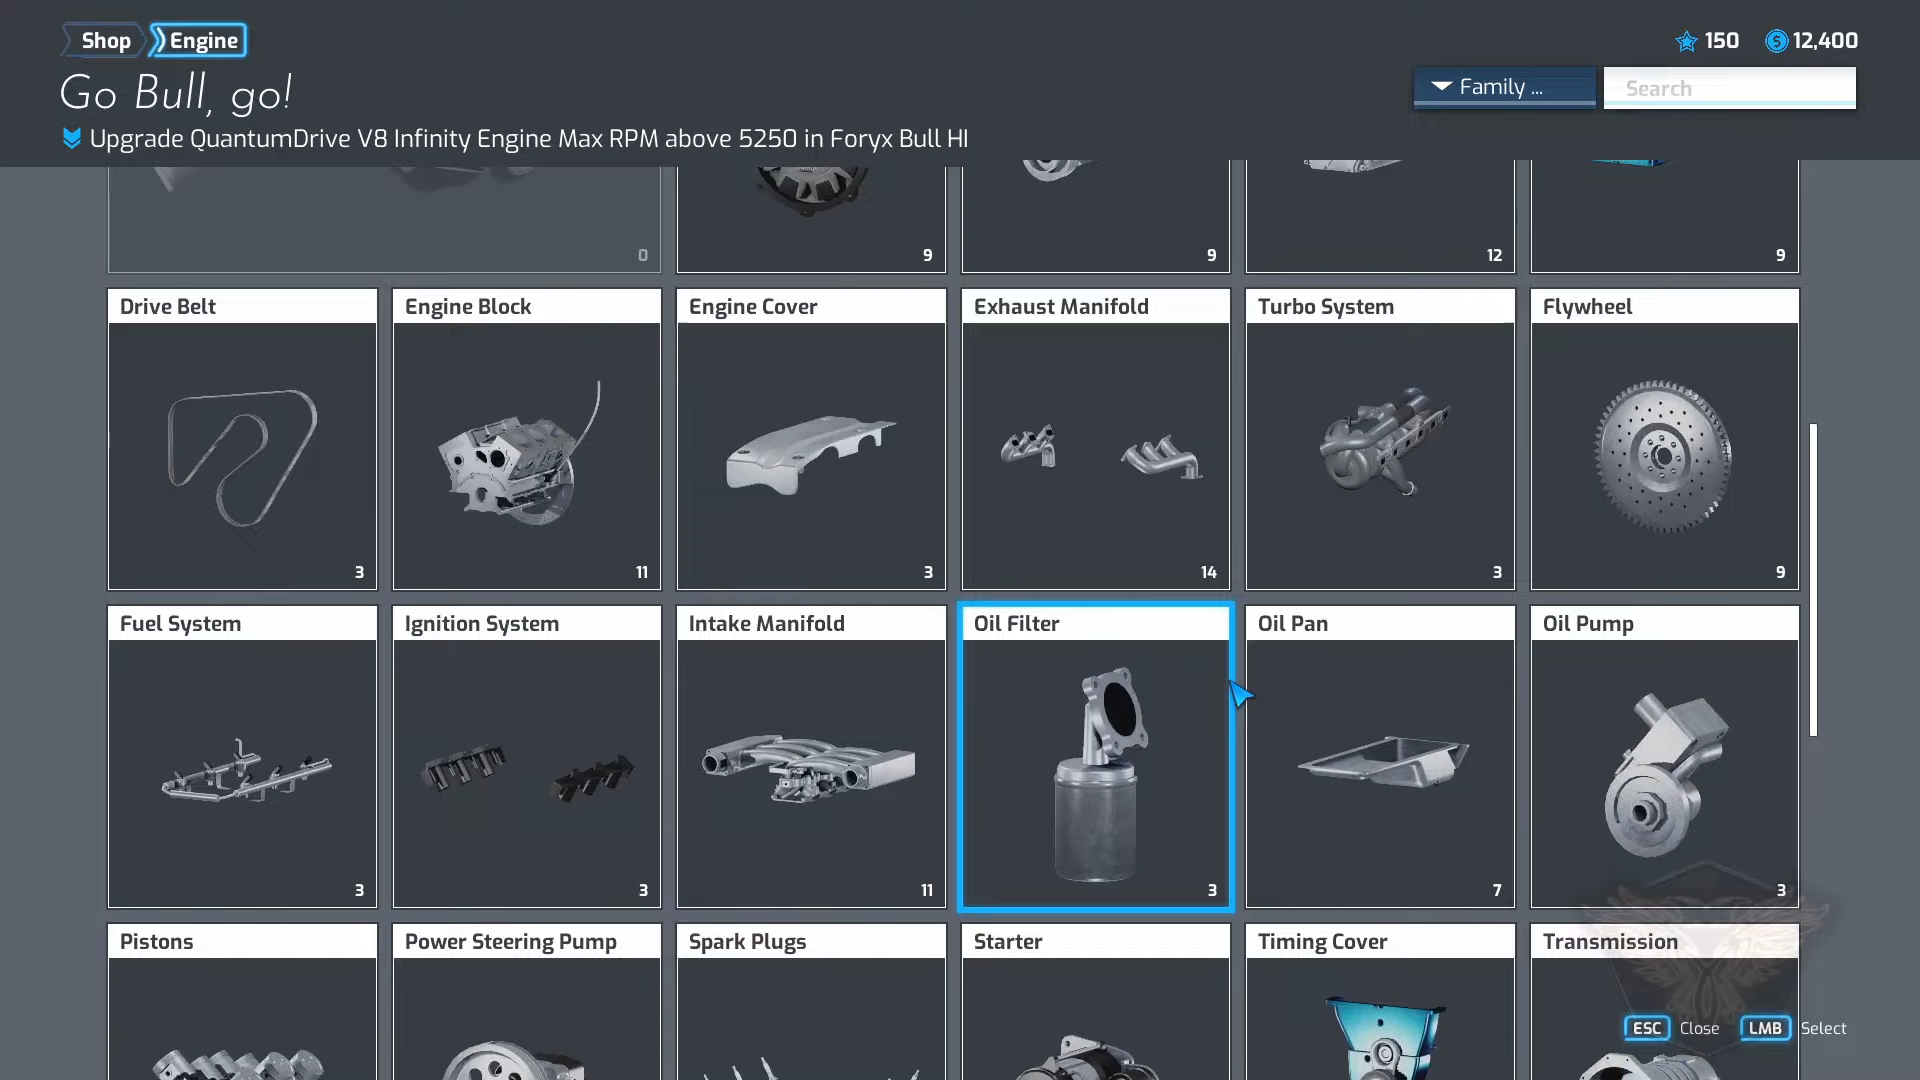 Shop Engine
150 12,400
Go Bull, go!
Family ... Search
Upgrade QuantumDrive V8 Infinity Engine Max RPM above 5250 in Foryx Bull HI
0 9 9 12 9
Drive Belt Engine Block Engine Cover Exhaust Manifold Turbo System Flywheel
3 11 3 14 3 9
Fuel System Ignition System Intake Manifold Oil Filter Oil Pan Oil Pump
3 3 11 3 7 3
Pistons Power Steering Pump Spark Plugs Starter Timing Cover Transmission
ESC Close LMB Select